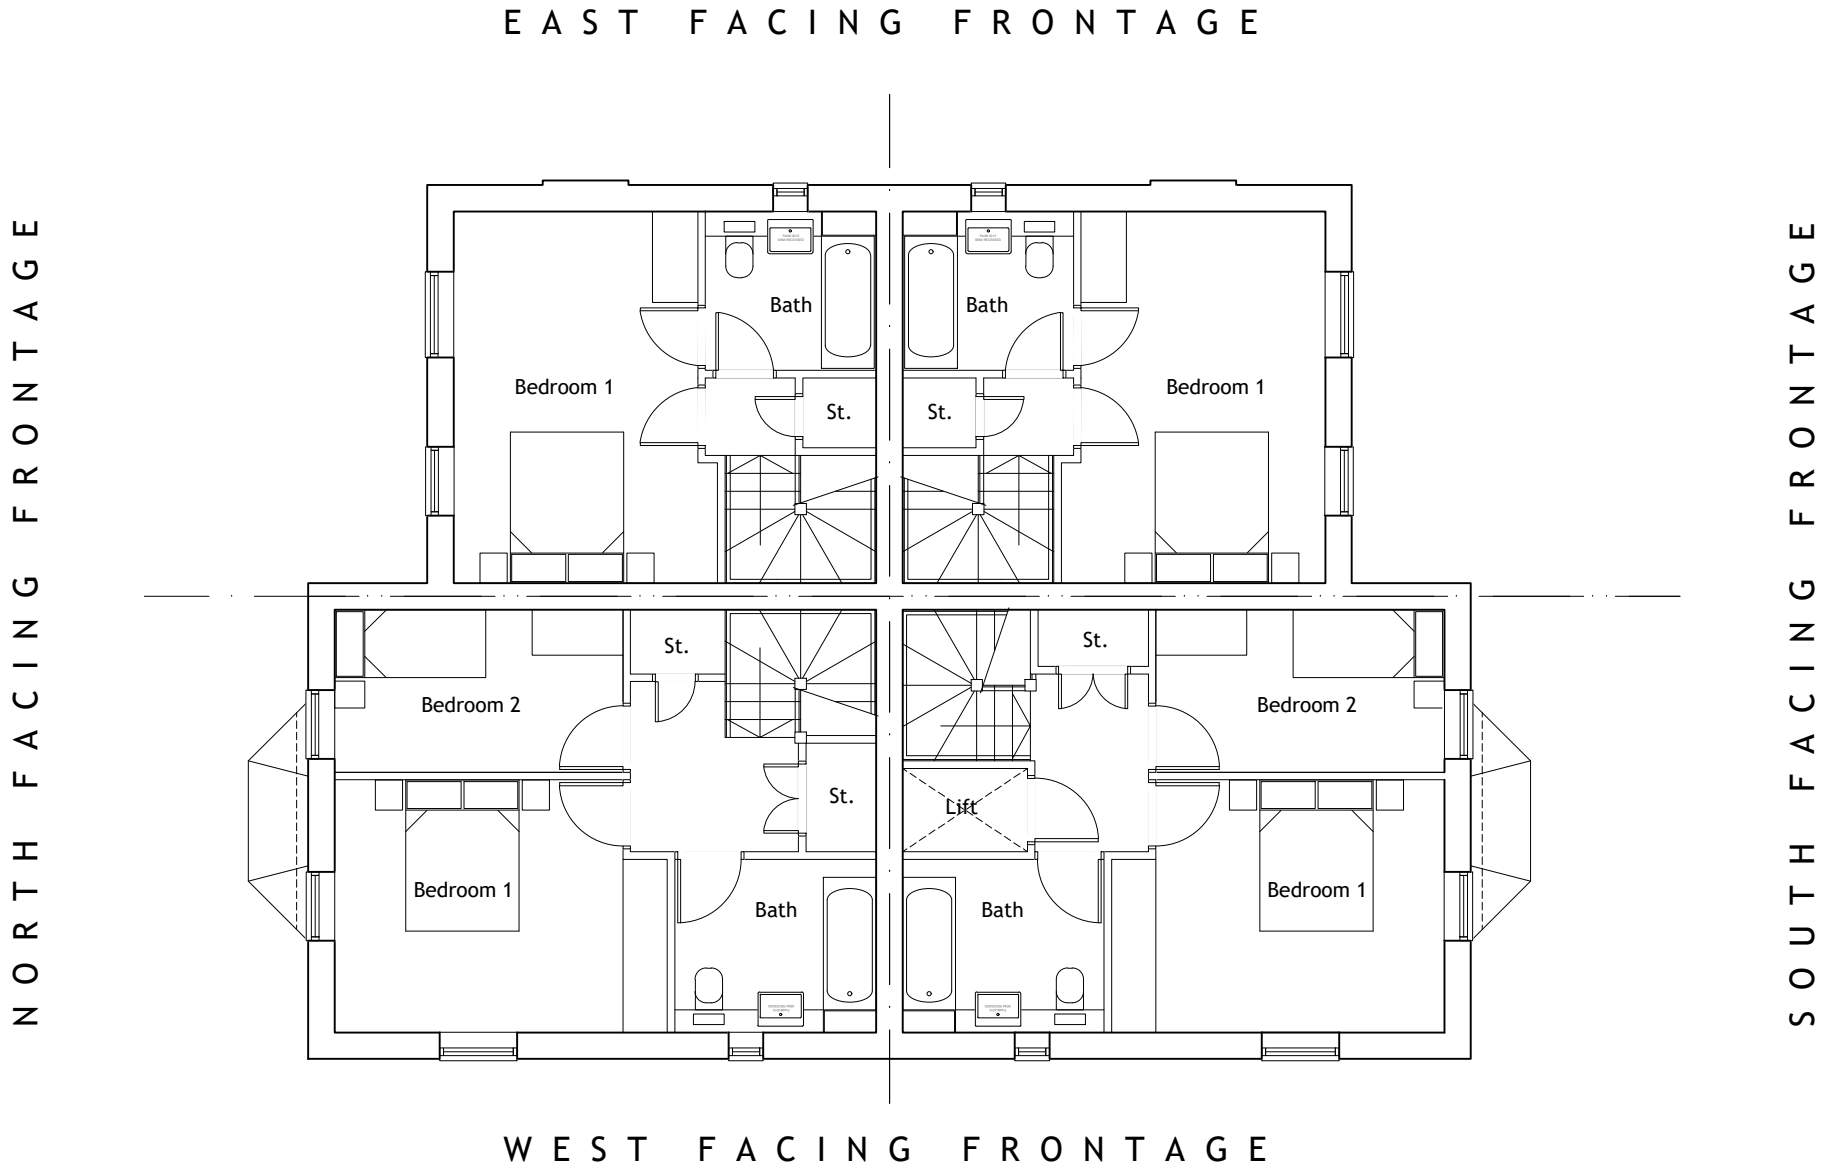 EAST FACING FRONTAGE
NORTH FACING FRONTAGE
SOUTH FACING FRONTAGE
Bath
Bath
Bedroom 1
St.
St.
Bedroom 1
St.
St.
Bedroom 2
Bedroom 2
St.
Lift
Bedroom 1
Bath
Bath
Bedroom 1
WEST FACING FRONTAGE